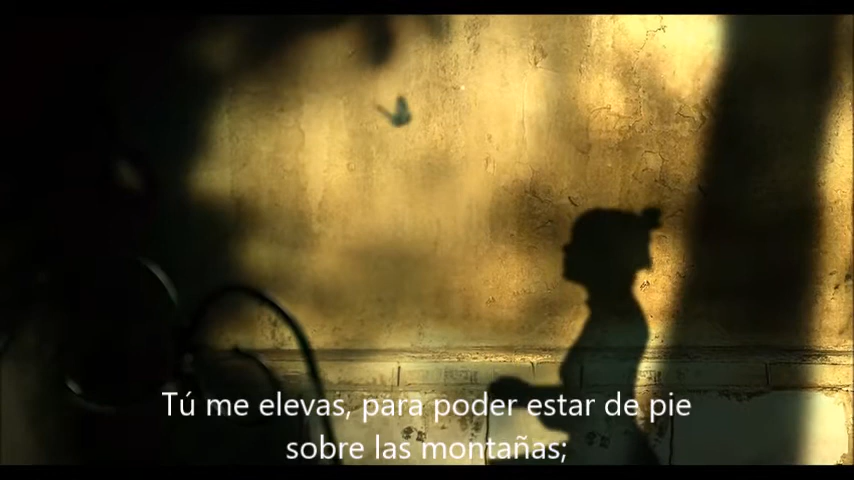 Tú me elevas, para poder estar de pie
sobre las montañas;